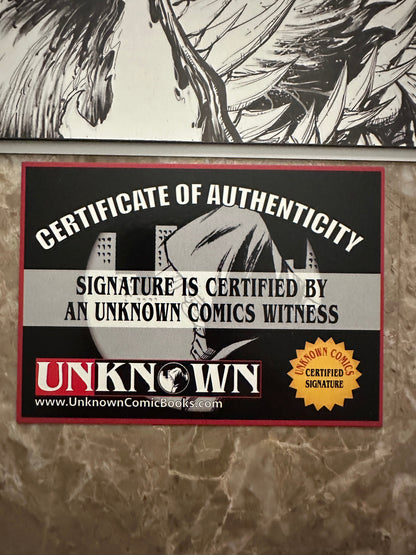 CERTIFICATE OF AUTHENTICITY
SIGNATURE IS CERTIFIED BY
AN UNKNOWN COMICS WITNESS
UNKNOWN
www.UnknownComicBooks.com
UNKNOWN COMICS
CERTIFIED
SIGNATURE